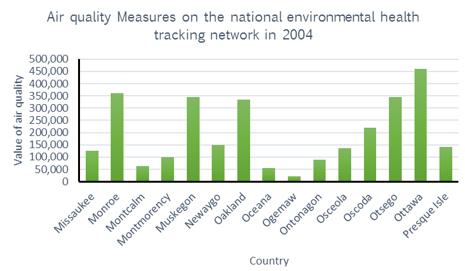 Air quality Measures on the national environmental health
tracking network in 2004
Value of air quality
500,000
450,000
400,000
350,000
300,000
250,000
200,000
150,000
100,000
50,000
0
Missaukee
Monroe
Montcalm
Montmorency
Muskegon
Newaygo
Oakland
Oceana
Ogemaw
Ontonagon
Osceola
Oscoda
Otsego
Ottawa
Presque Isle
Country